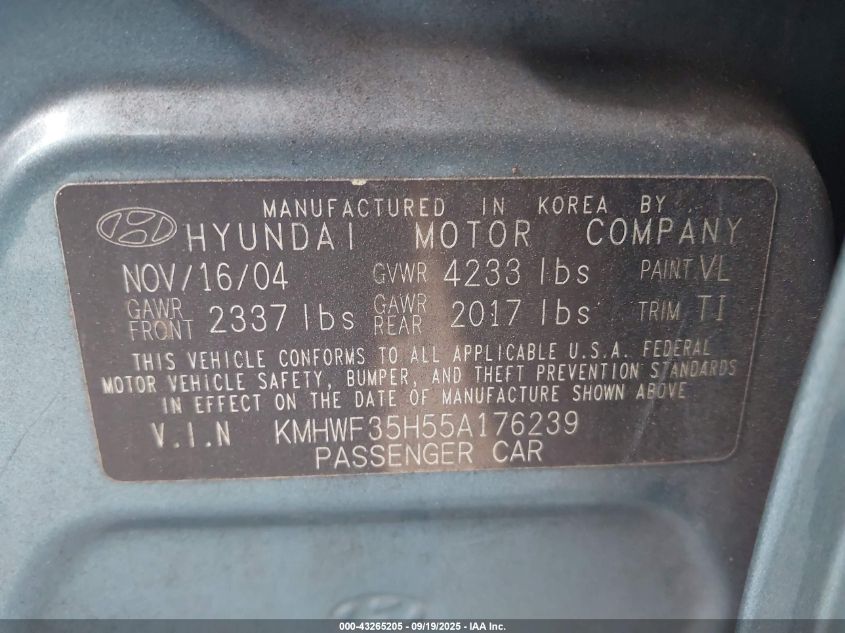 MANUFACTURED IN KOREA BY
HYUNDAI MOTOR COMPANY
NOV/16/04 GVWR 4233 lbs PAINT VL
GAWR FRONT 2337 lbs GAWR REAR 2017 lbs TRIM TI
THIS VEHICLE CONFORMS TO ALL APPLICABLE U.S.A. FEDERAL
MOTOR VEHICLE SAFETY, BUMPER, AND THEFT PREVENTION STANDARDS
IN EFFECT ON THE DATE OF MANUFACTURE SHOWN ABOVE
V.I.N KMHWF35H55A176239
PASSENGER CAR
000-43265205 - 09/19/2025 - IAA Inc.